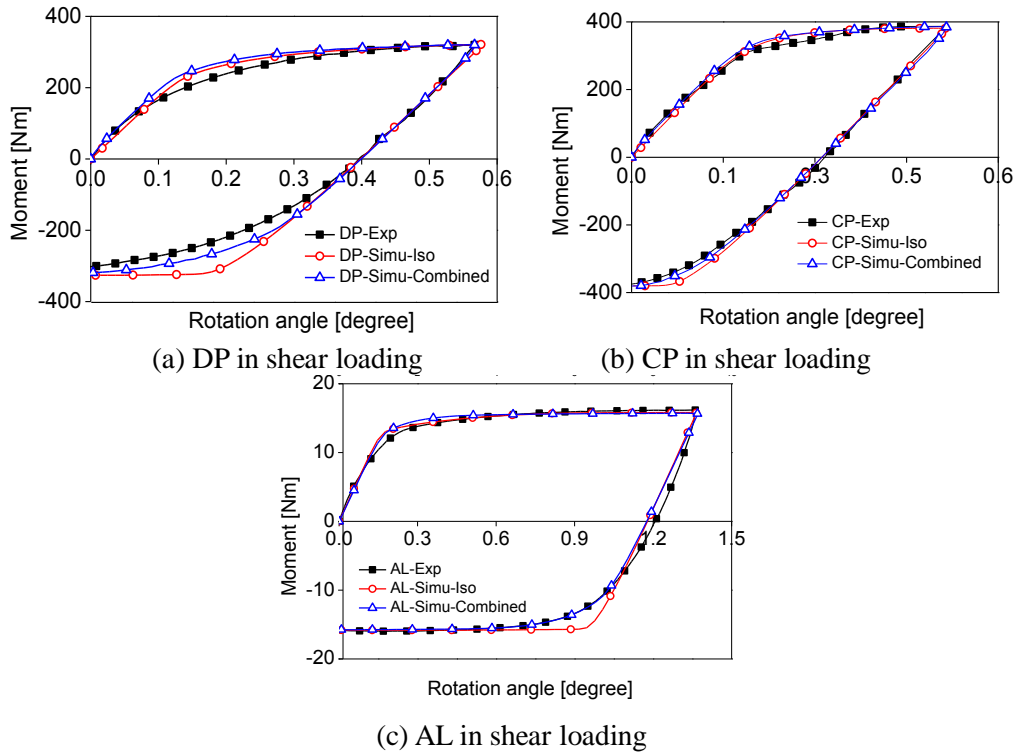 400
200
0
-200
-400
Moment [Nm]
0.0 0.1 0.2 0.3 0.4 0.5 0.6
DP-Exp
DP-Simu-Iso
DP-Simu-Combined
Rotation angle [degree]
(a) DP in shear loading
400
200
0
-200
-400
Moment [Nm]
0.0 0.2 0.3 0.5 0.6
CP-Exp
CP-Simu-Iso
CP-Simu-Combined
Rotation angle [degree]
(b) CP in shear loading
20
10
0
-10
-20
Moment [Nm]
0.0 0.3 0.6 0.9 1.2 1.5
AL-Exp
AL-Simu-Iso
AL-Simu-Combined
Rotation angle [degree]
(c) AL in shear loading